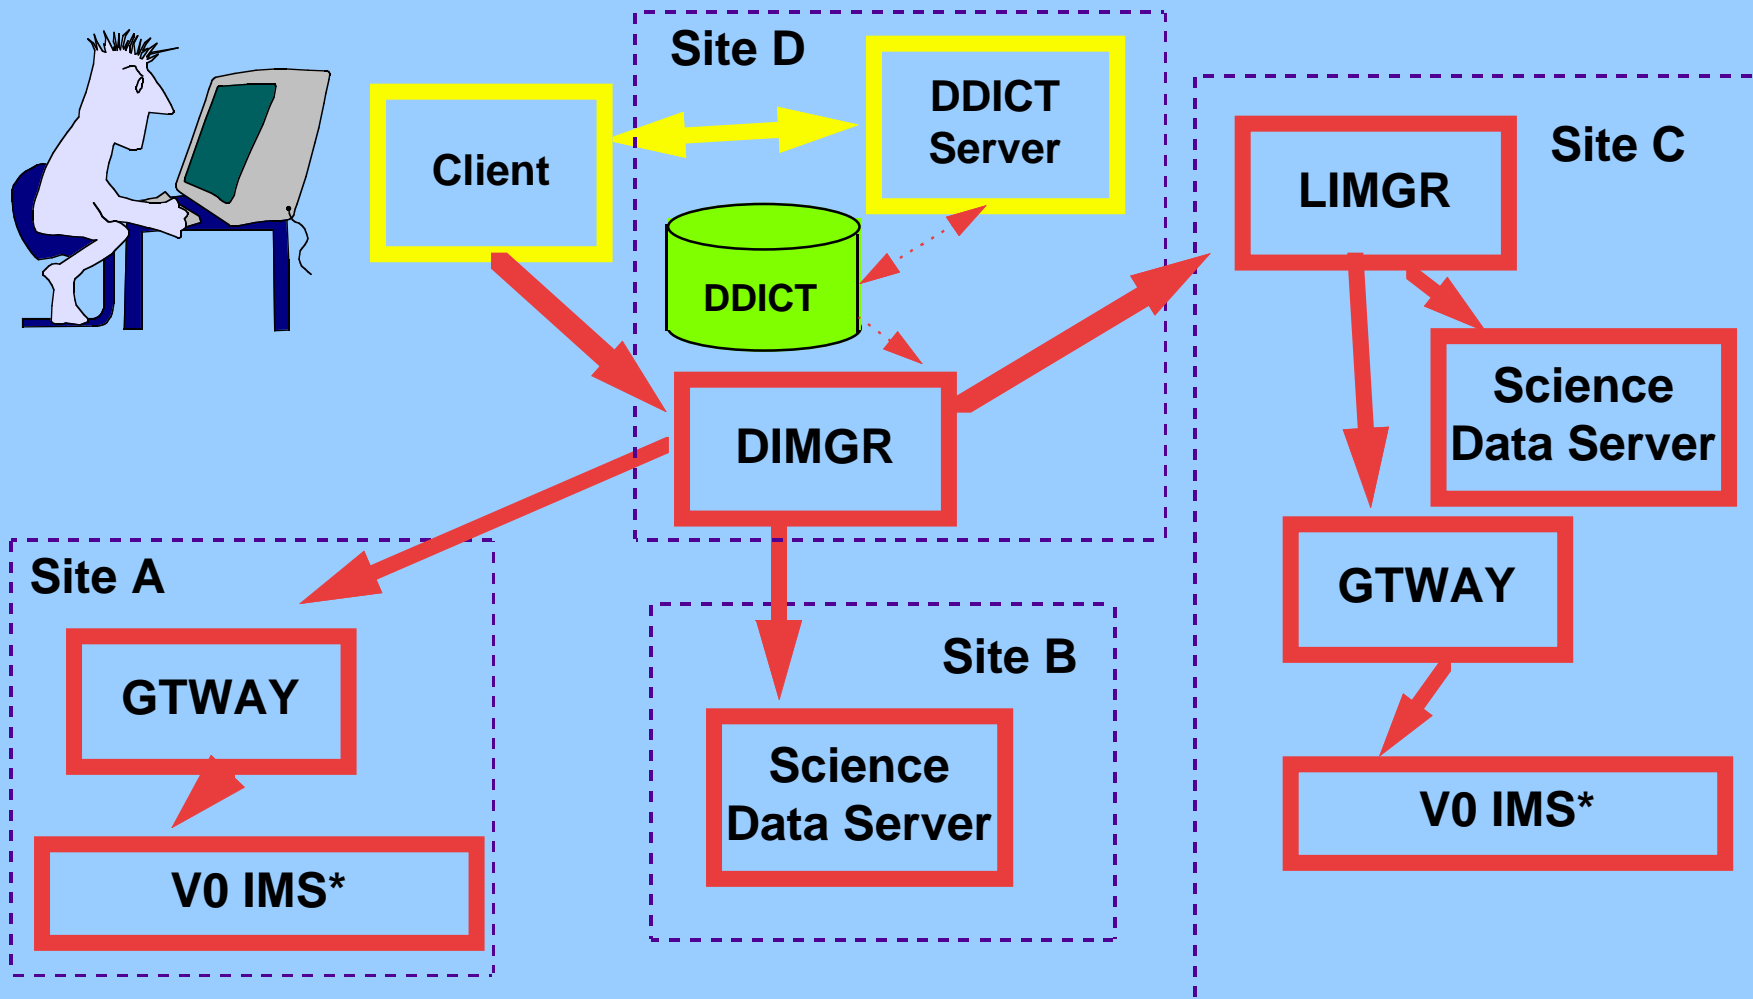 Site D
DDICT
Server
Client
DDICT
DIMGR
Site C
LIMGR
Science
Data Server
GTWAY
V0 IMS*
Site A
GTWAY
V0 IMS*
Site B
Science
Data Server